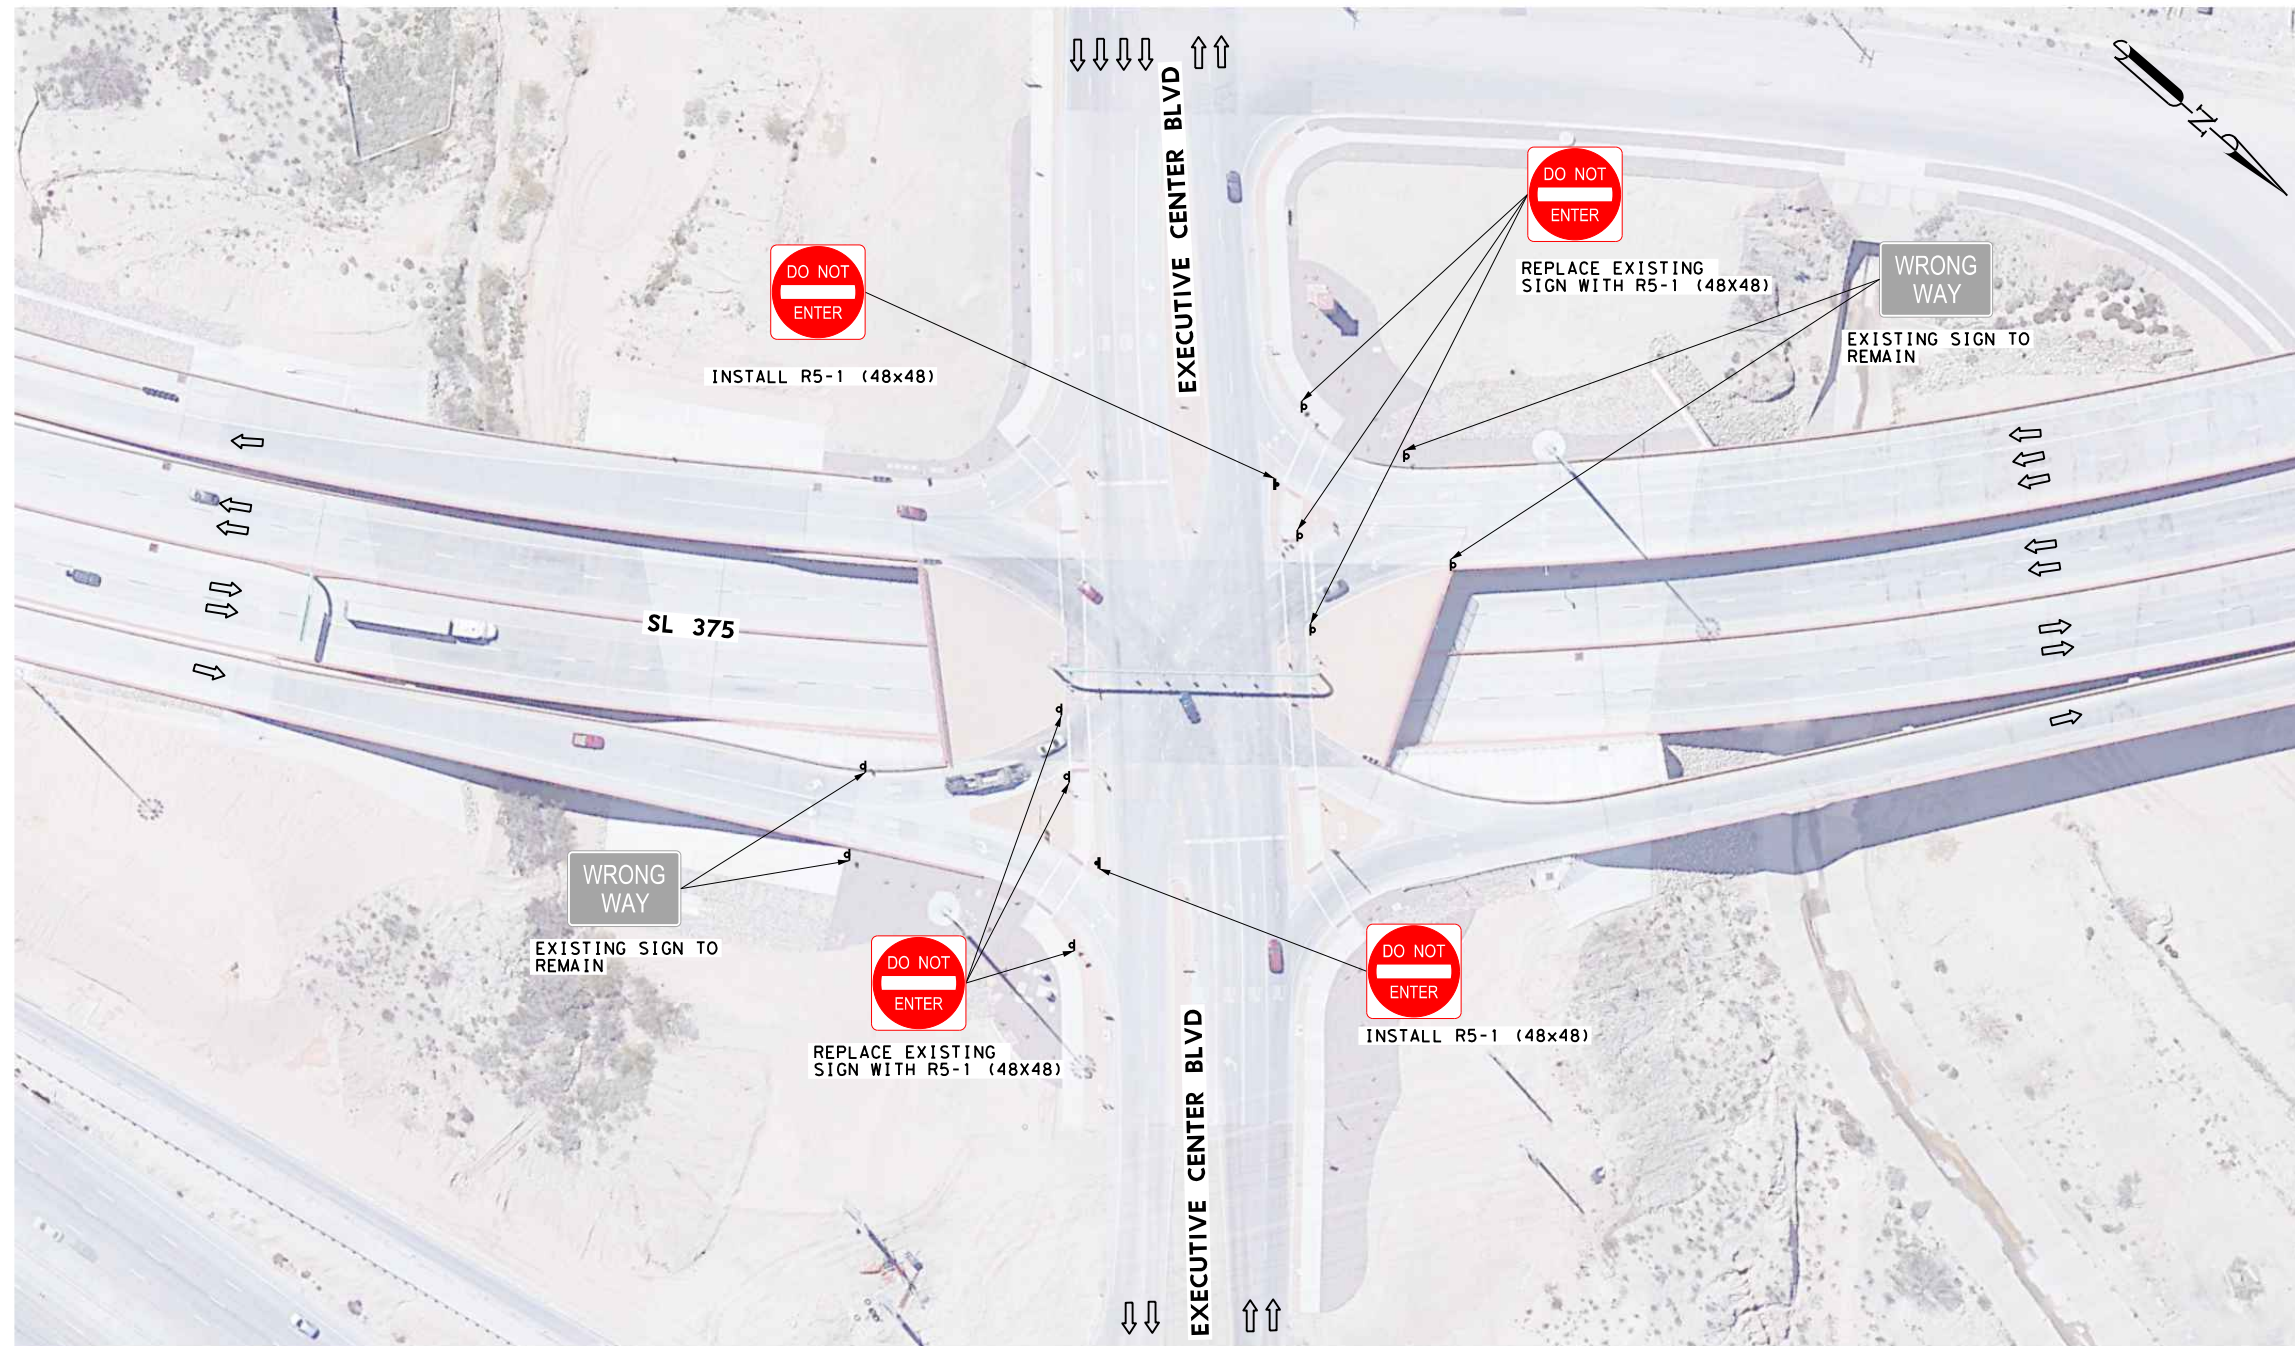 EXECUTIVE CENTER BLVD
N
DO NOT
ENTER
REPLACE EXISTING
SIGN WITH R5-1 (48X48)
WRONG
WAY
EXISTING SIGN TO
REMAIN
DO NOT
ENTER
INSTALL R5-1 (48x48)
SL 375
WRONG
WAY
EXISTING SIGN TO
REMAIN
DO NOT
ENTER
REPLACE EXISTING
SIGN WITH R5-1 (48X48)
DO NOT
ENTER
INSTALL R5-1 (48x48)
EXECUTIVE CENTER BLVD